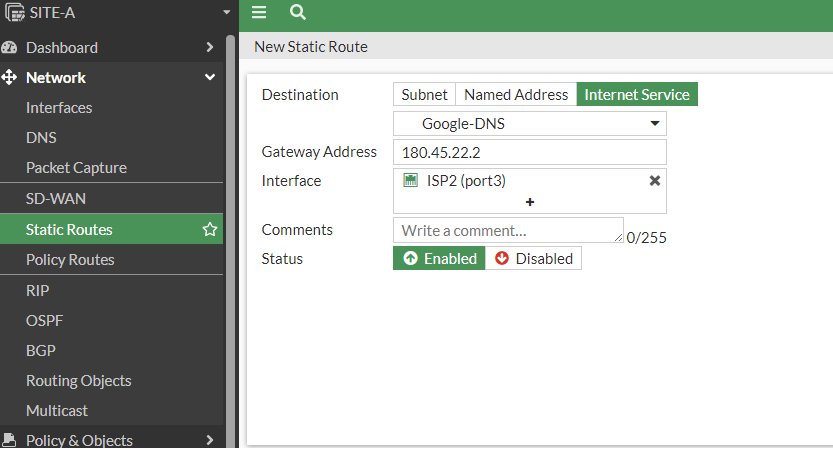 SITE-A
Dashboard
Network
Interfaces
DNS
Packet Capture
SD-WAN
Static Routes
Policy Routes
RIP
OSPF
BGP
Routing Objects
Multicast
Policy & Objects
New Static Route
Destination Subnet Named Address Internet Service
Google-DNS
Gateway Address 180.45.22.2
Interface ISP2 (port3)
+
Comments Write a comment... 0/255
Status Enabled Disabled